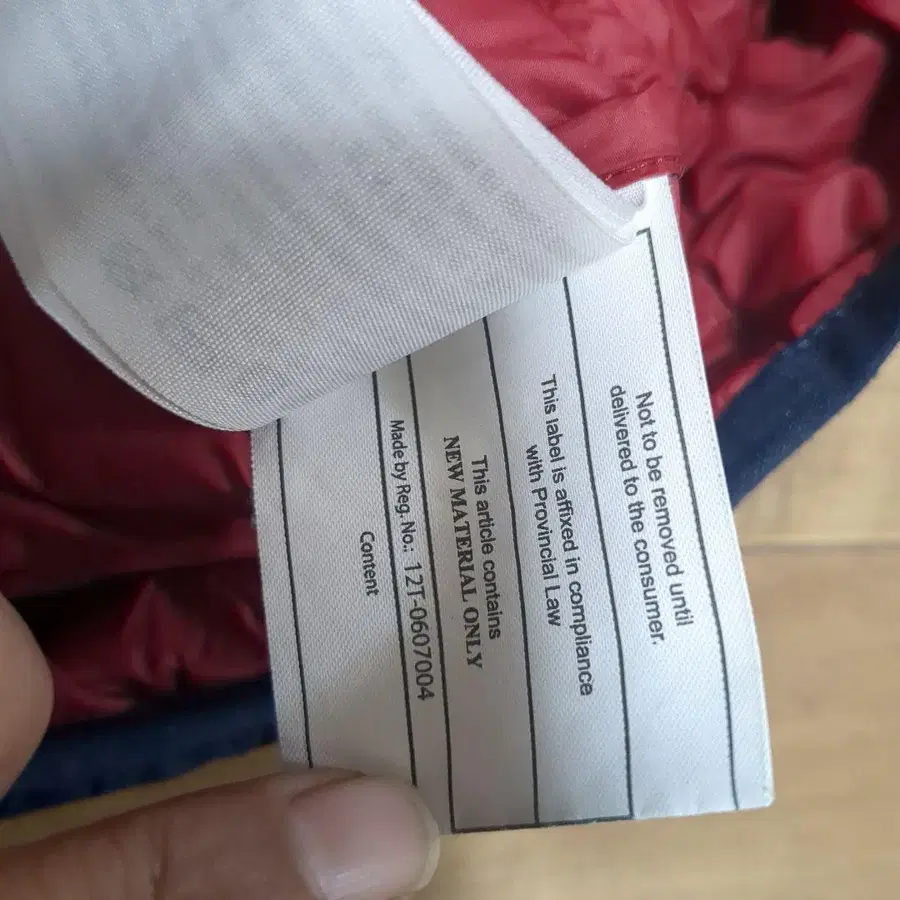 Not to be removed until
delivered to the consumer.
This label is affixed in compliance
with Provincial Law
This article contains
NEW MATERIAL ONLY
Made by Reg. No.: 12T-0607004
Content